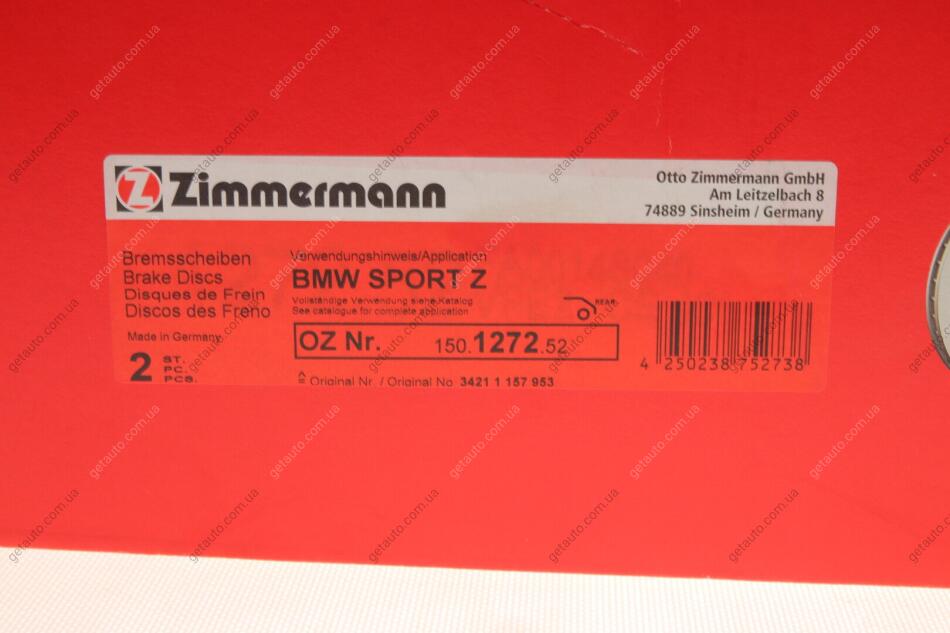 Zimmermann
Otto Zimmermann GmbH
Am Leitzelbach 8
74889 Sinsheim / Germany
Bremsscheiben
Brake Discs
Disques de Frein
Discos des Freno
Made in Germany
2 ST.
PC.
PCS.
Verwendungshinweis/Application
BMW SPORT Z
Vollständige Verwendung siehe Katalog
See catalogue for complete application
REAR
OZ Nr. 150.1272.52
Original Nr. / Original No 3421 1 157 953
4 250238 752738
getauto.com.ua